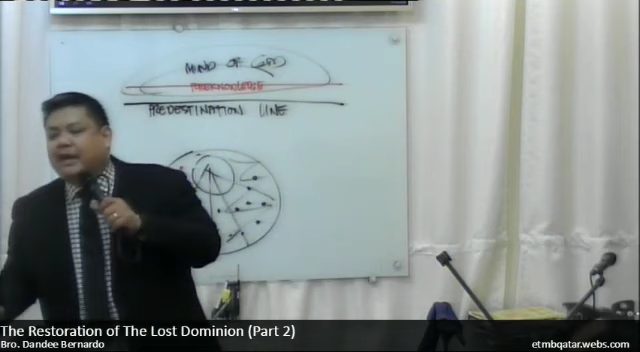 MIND OF GOD
FOREKNOWLEDGE
PREDESTINATION LINE
The Restoration of The Lost Dominion (Part 2)
Bro. Dandee Bernardo
etmbqatar.webs.com